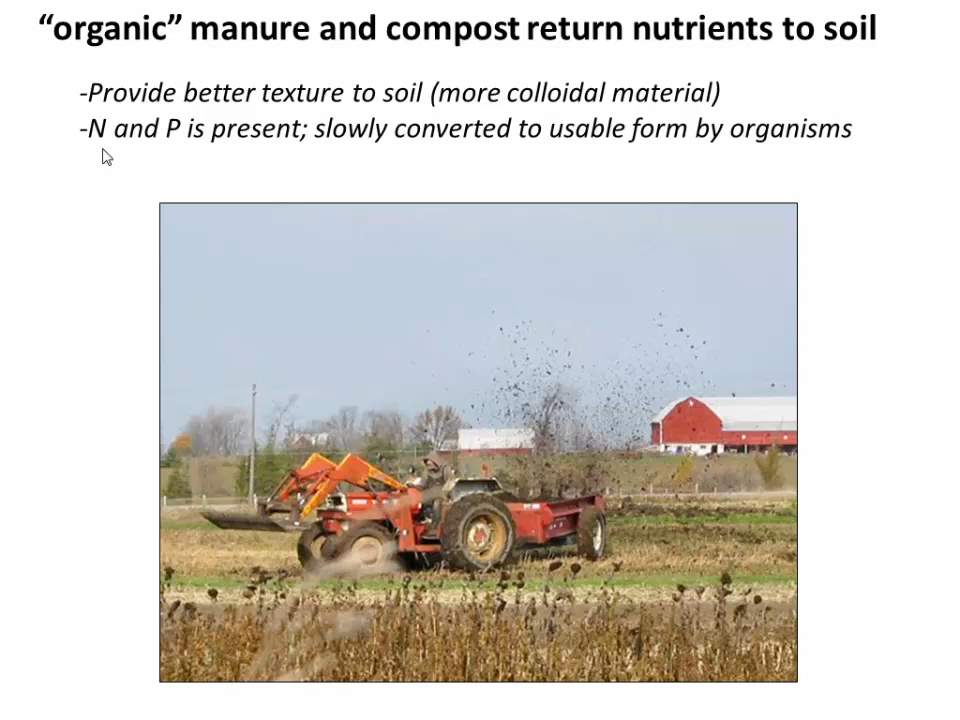 “organic” manure and compost return nutrients to soil
-Provide better texture to soil (more colloidal material)
-N and P is present; slowly converted to usable form by organisms